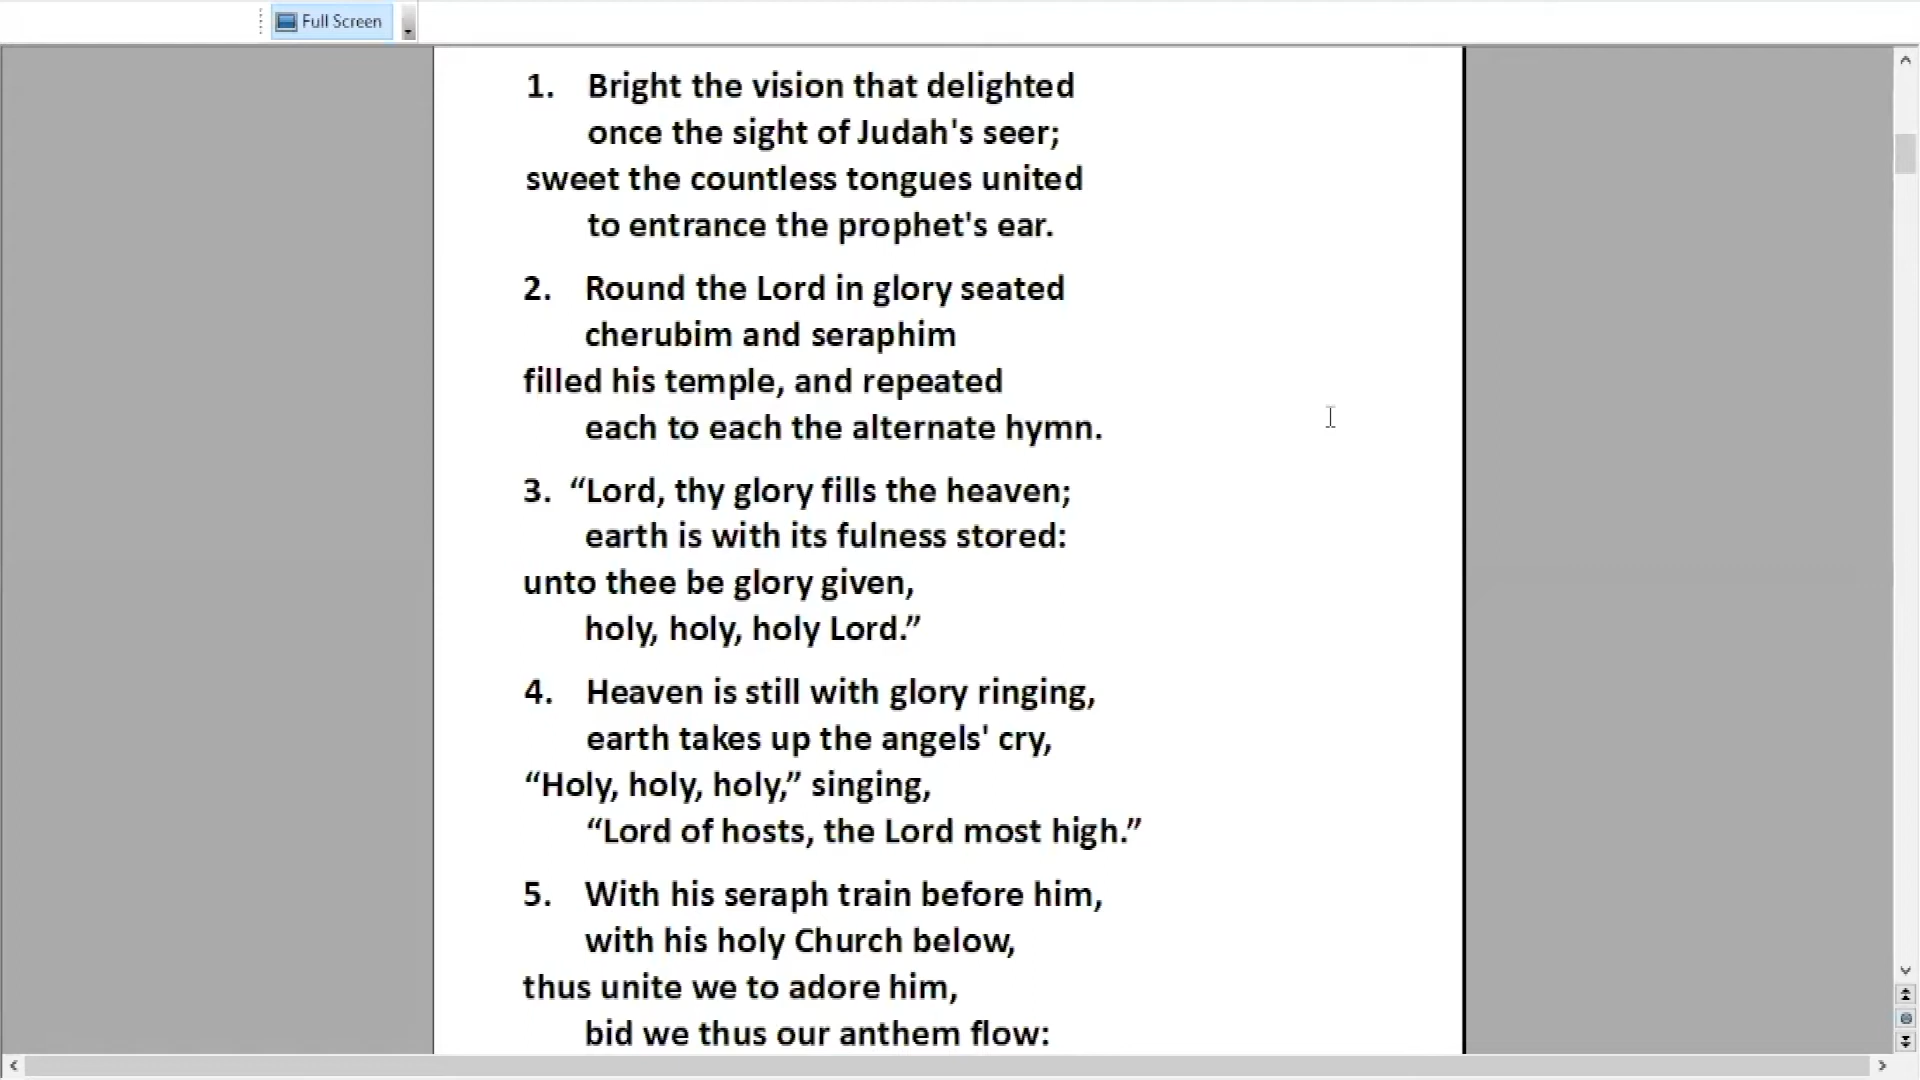 Full Screen
1. Bright the vision that delighted
once the sight of Judah's seer;
sweet the countless tongues united
to entrance the prophet's ear.
2. Round the Lord in glory seated
cherubim and seraphim
filled his temple, and repeated
each to each the alternate hymn.
3. “Lord, thy glory fills the heaven;
earth is with its fulness stored:
unto thee be glory given,
holy, holy, holy Lord.”
4. Heaven is still with glory ringing,
earth takes up the angels' cry,
“Holy, holy, holy,” singing,
“Lord of hosts, the Lord most high.”
5. With his seraph train before him,
with his holy Church below,
thus unite we to adore him,
bid we thus our anthem flow: